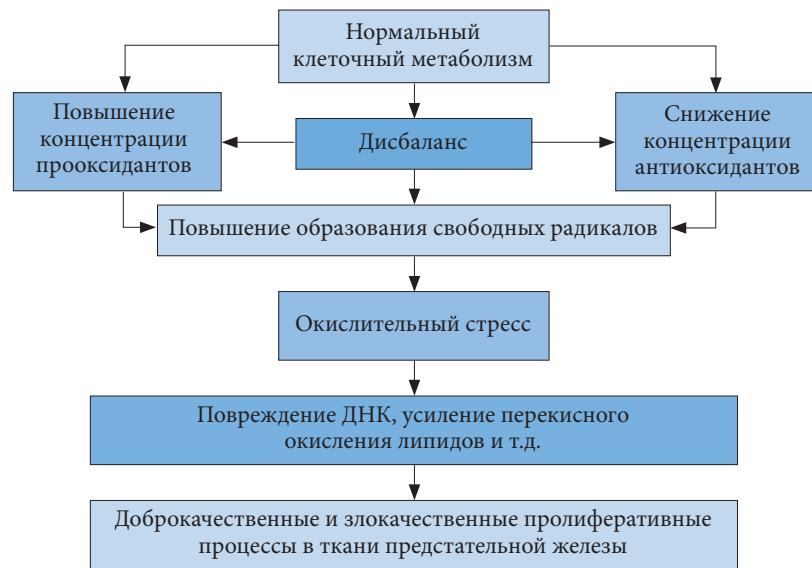 Нормальный
клеточный метаболизм
Повышение
концентрации
прооксидантов
Дисбаланс
Снижение
концентрации
антиоксидантов
Повышение образования свободных радикалов
Окислительный стресс
Повреждение ДНК, усиление перекисного
окисления липидов и т.д.
Доброкачественные и злокачественные пролиферативные
процессы в ткани предстательной железы